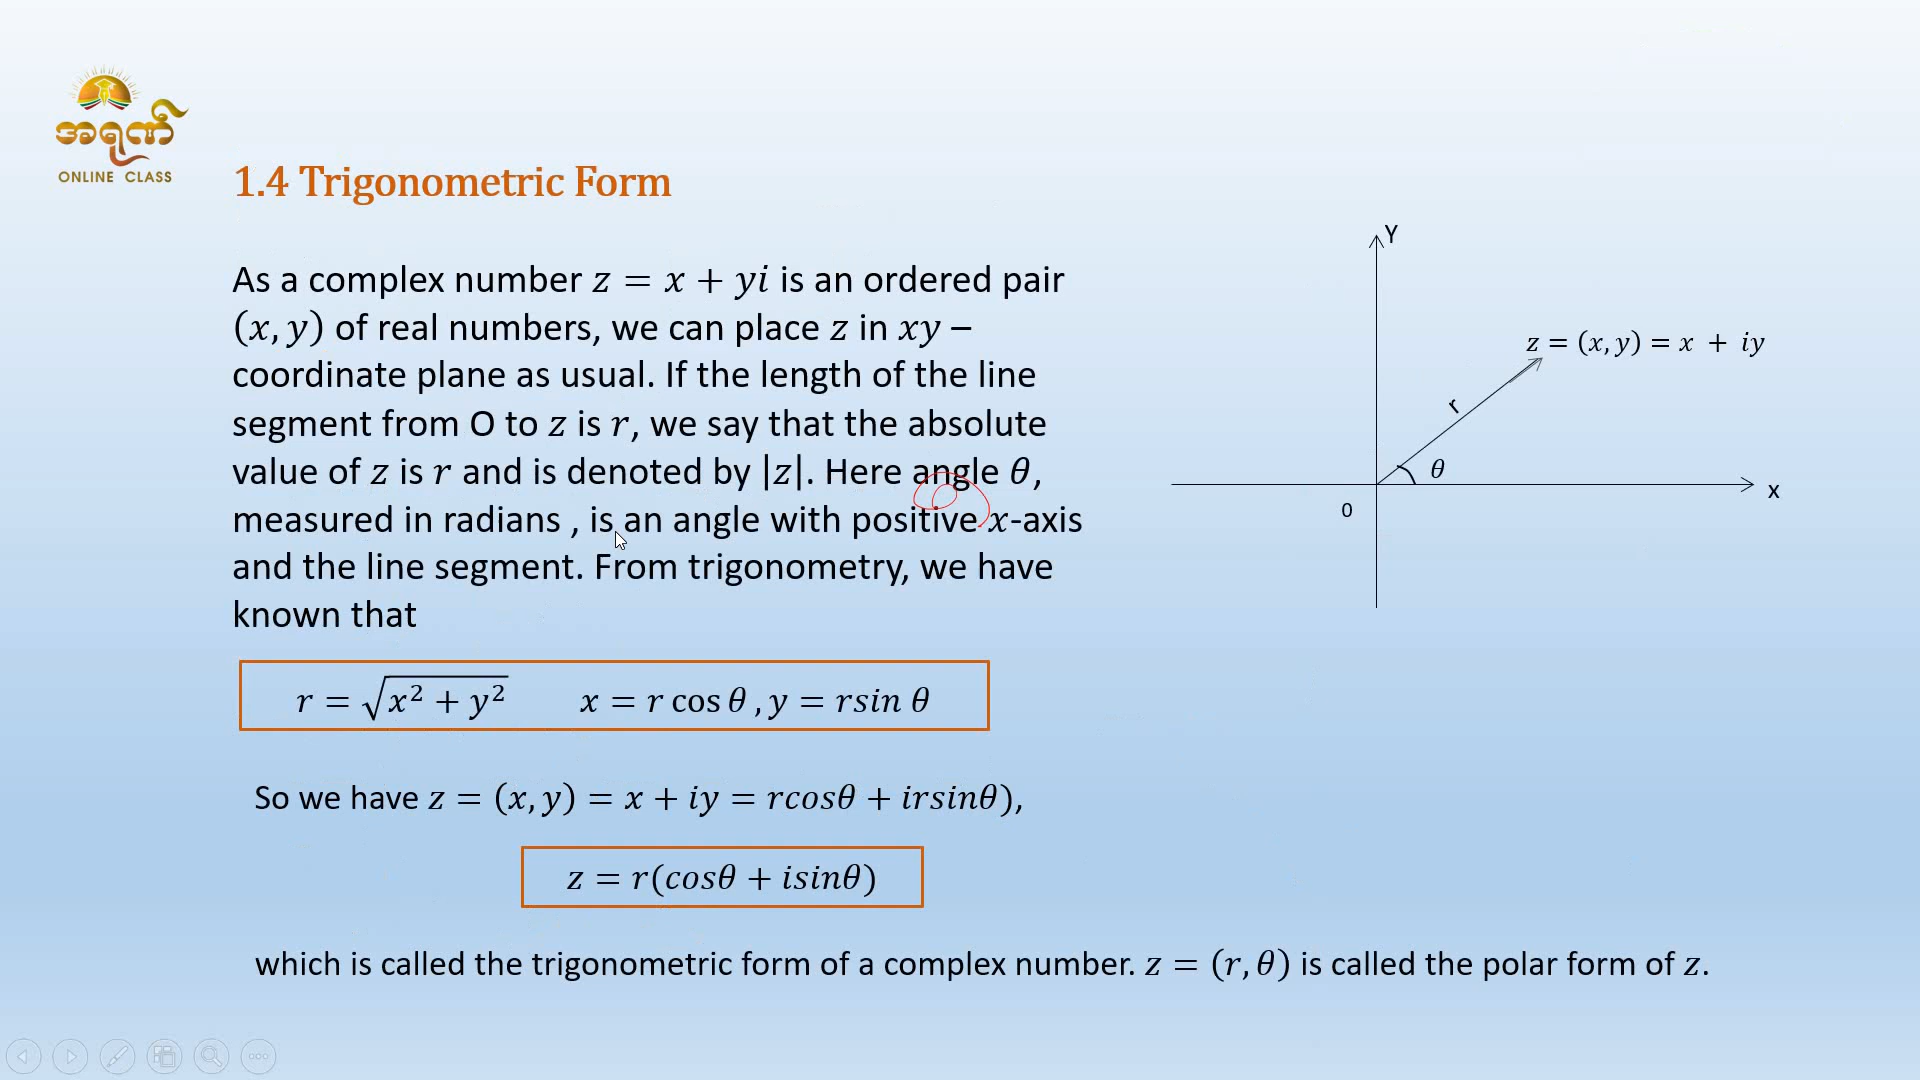 အရုဏ်
ONLINE CLASS
1.4 Trigonometric Form
As a complex number z = x + yi is an ordered pair
(x, y) of real numbers, we can place z in xy –
coordinate plane as usual. If the length of the line
segment from O to z is r, we say that the absolute
value of z is r and is denoted by |z|. Here angle θ,
measured in radians , is an angle with positive x-axis
and the line segment. From trigonometry, we have
known that
r = √x² + y² x = r cos θ , y = rsin θ
So we have z = (x, y) = x + iy = rcosθ + irsinθ),
z = r(cosθ + isinθ)
which is called the trigonometric form of a complex number. z = (r, θ) is called the polar form of z.
Y
z = (x, y) = x + iy
r
θ
x
0